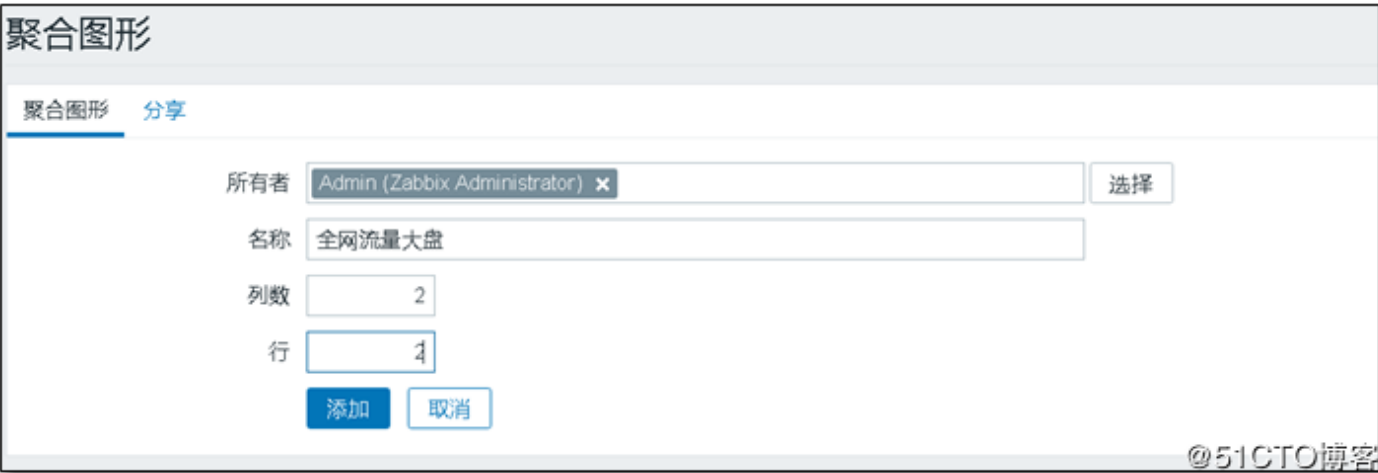 聚合图形
聚合图形 分享
所有者 Admin (Zabbix Administrator) × 选择
名称 全网流量大盘
列数 2
行 2
添加 取消
@51CTO博客